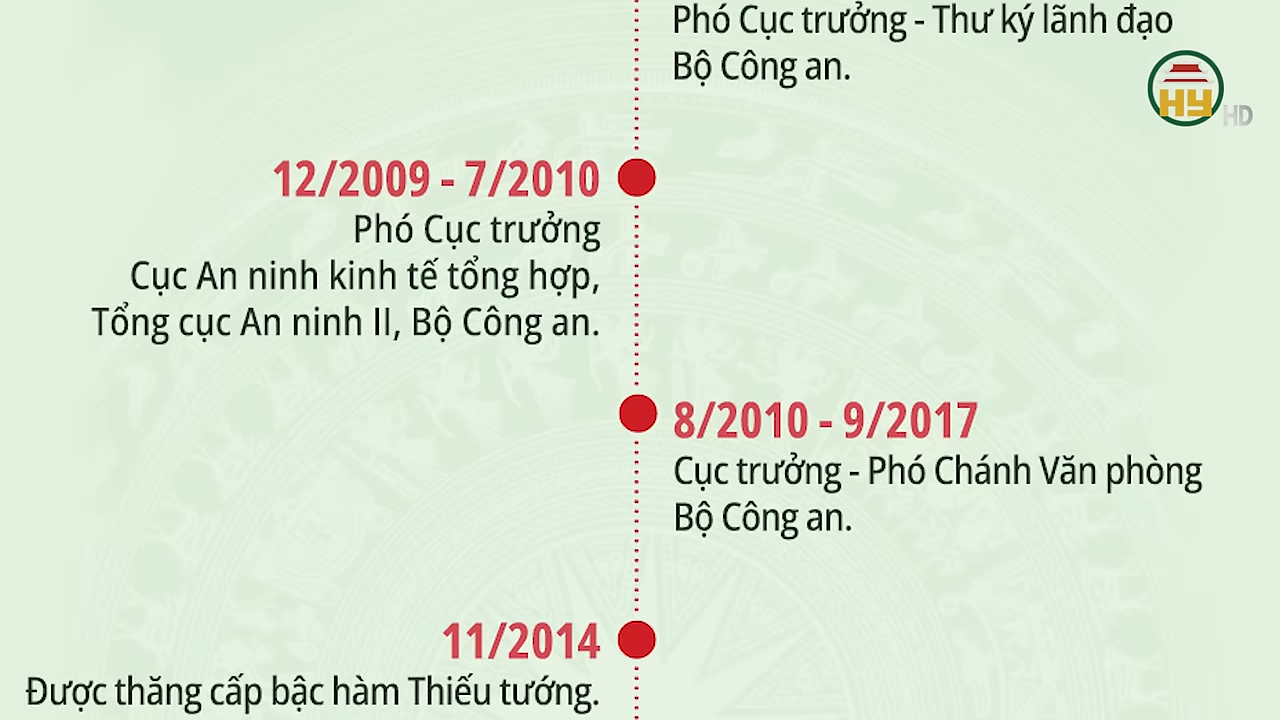 Phó Cục trưởng - Thư ký lãnh đạo
Bộ Công an.
HY
HD
12/2009 - 7/2010
Phó Cục trưởng
Cục An ninh kinh tế tổng hợp,
Tổng cục An ninh II, Bộ Công an.
8/2010 - 9/2017
Cục trưởng - Phó Chánh Văn phòng
Bộ Công an.
11/2014
Được thăng cấp bậc hàm Thiếu tướng.